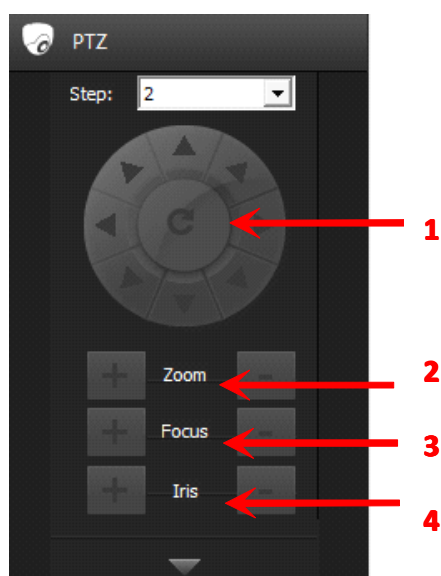 PTZ
Step: 2
1
+ Zoom -
2
+ Focus -
3
+ Iris -
4